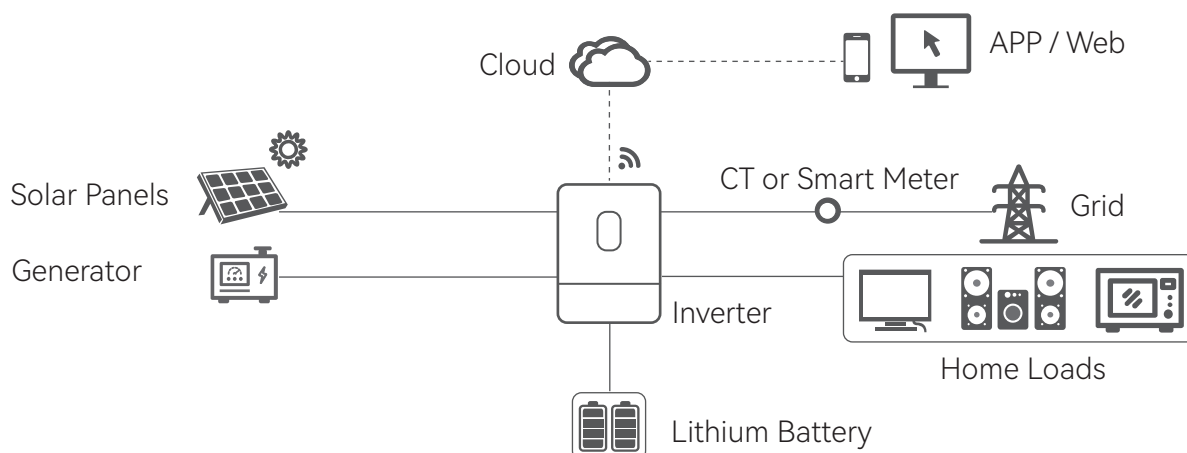 Cloud
APP / Web
Solar Panels
CT or Smart Meter
Grid
Generator
Inverter
Home Loads
Lithium Battery